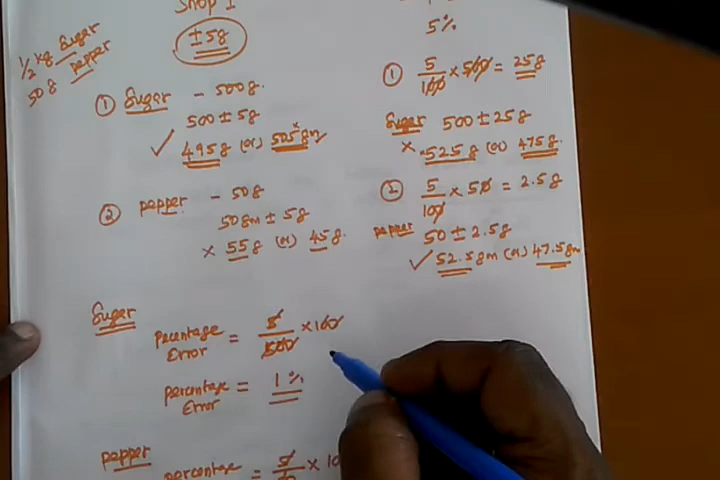 Shop 1
± 5g
1/2 kg Sugar
50g pepper
① Sugar - 500g.
500 ± 5g
✓ 495g (or) 505gm
② pepper - 50g
50gm ± 5g
× 55g (or) 45g.
5%
① 5/100 × 500 = 25g
Sugar 500 ± 25g
× 525g (or) 475g.
② 5/100 × 50 = 2.5g
pepper 50 ± 2.5g
✓ 52.5gm (or) 47.5gm
Sugar
Pecentage Error = 5/500 × 100
percentage Error = 1%
pepper
percentage = 5/ × 10